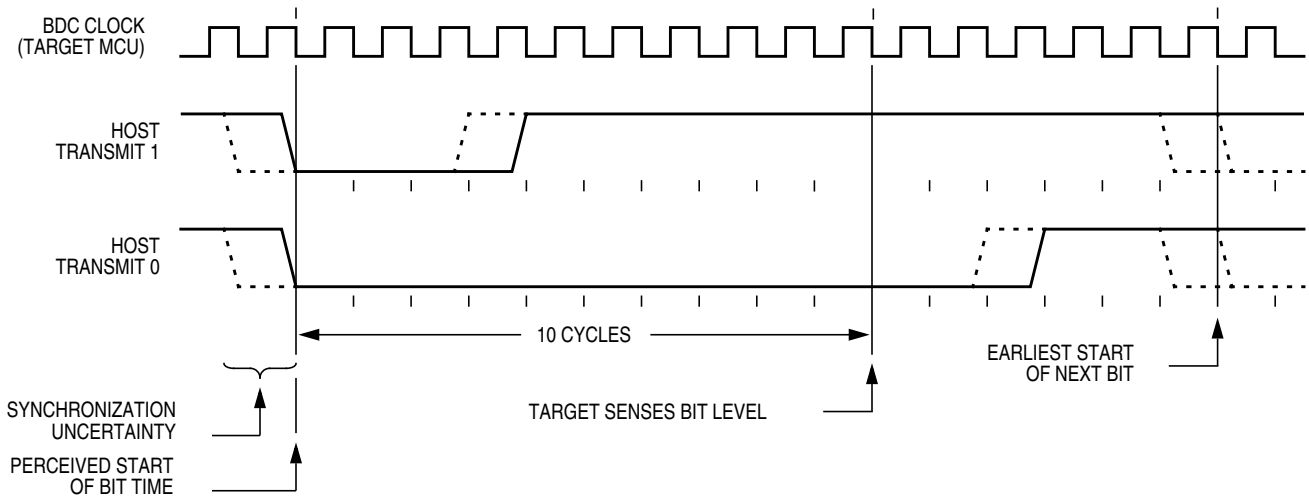 BDC CLOCK
(TARGET MCU)
HOST
TRANSMIT 1
HOST
TRANSMIT 0
10 CYCLES
EARLIEST START
OF NEXT BIT
TARGET SENSES BIT LEVEL
SYNCHRONIZATION
UNCERTAINTY
PERCEIVED START
OF BIT TIME